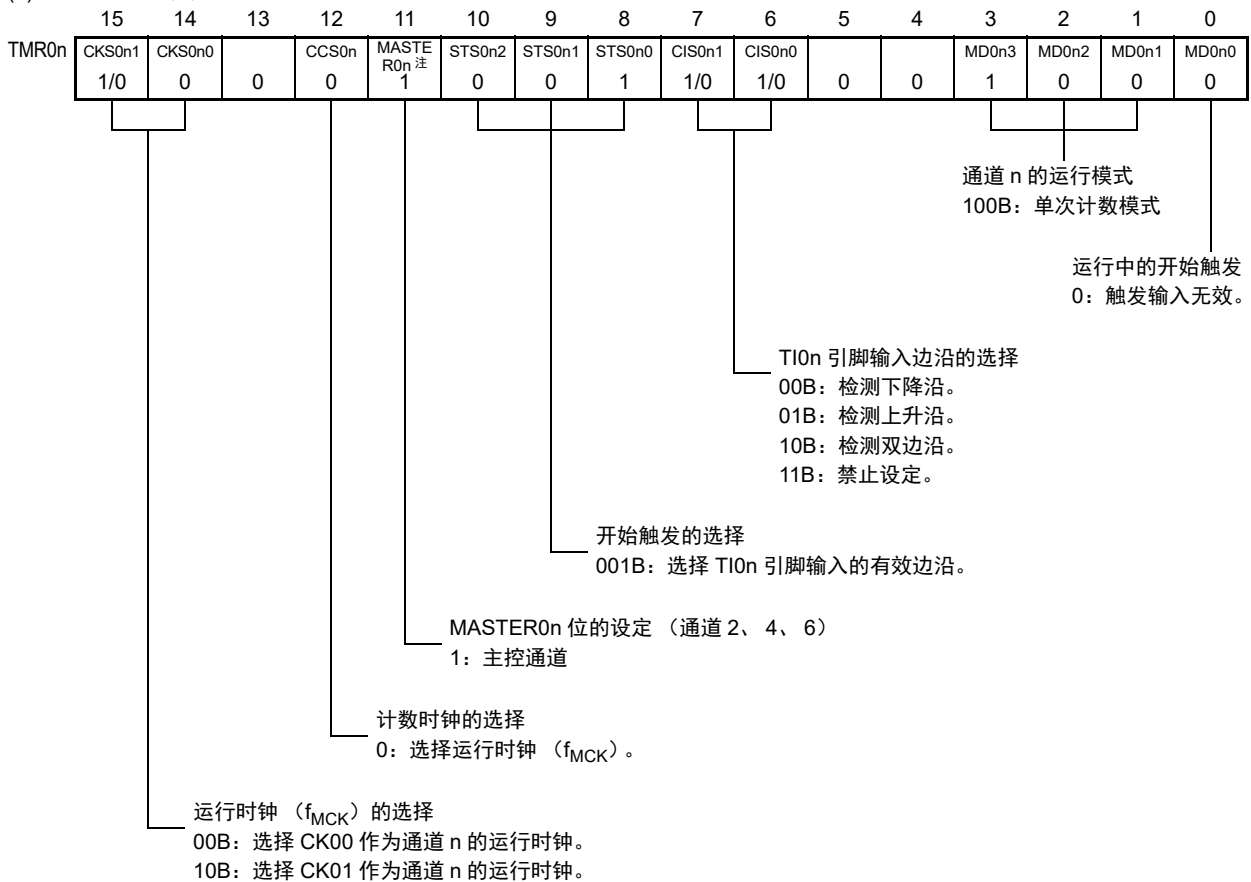 15 14 13 12 11 10 9 8 7 6 5 4 3 2 1 0
TMR0n CKS0n1 CKS0n0 CCS0n MASTE R0n 注 STS0n2 STS0n1 STS0n0 CIS0n1 CIS0n0 MD0n3 MD0n2 MD0n1 MD0n0
1/0 0 0 0 1 0 0 1 1/0 1/0 0 0 1 0 0 0
通道 n 的运行模式
100B：单次计数模式
运行中的开始触发
0：触发输入无效。
TI0n 引脚输入边沿的选择
00B：检测下降沿。
01B：检测上升沿。
10B：检测双边沿。
11B：禁止设定。
开始触发的选择
001B：选择 TI0n 引脚输入的有效边沿。
MASTER0n 位的设定 （通道 2、 4、 6）
1：主控通道
计数时钟的选择
0：选择运行时钟 （fMCK）。
运行时钟 （fMCK）的选择
00B：选择 CK00 作为通道 n 的运行时钟。
10B：选择 CK01 作为通道 n 的运行时钟。